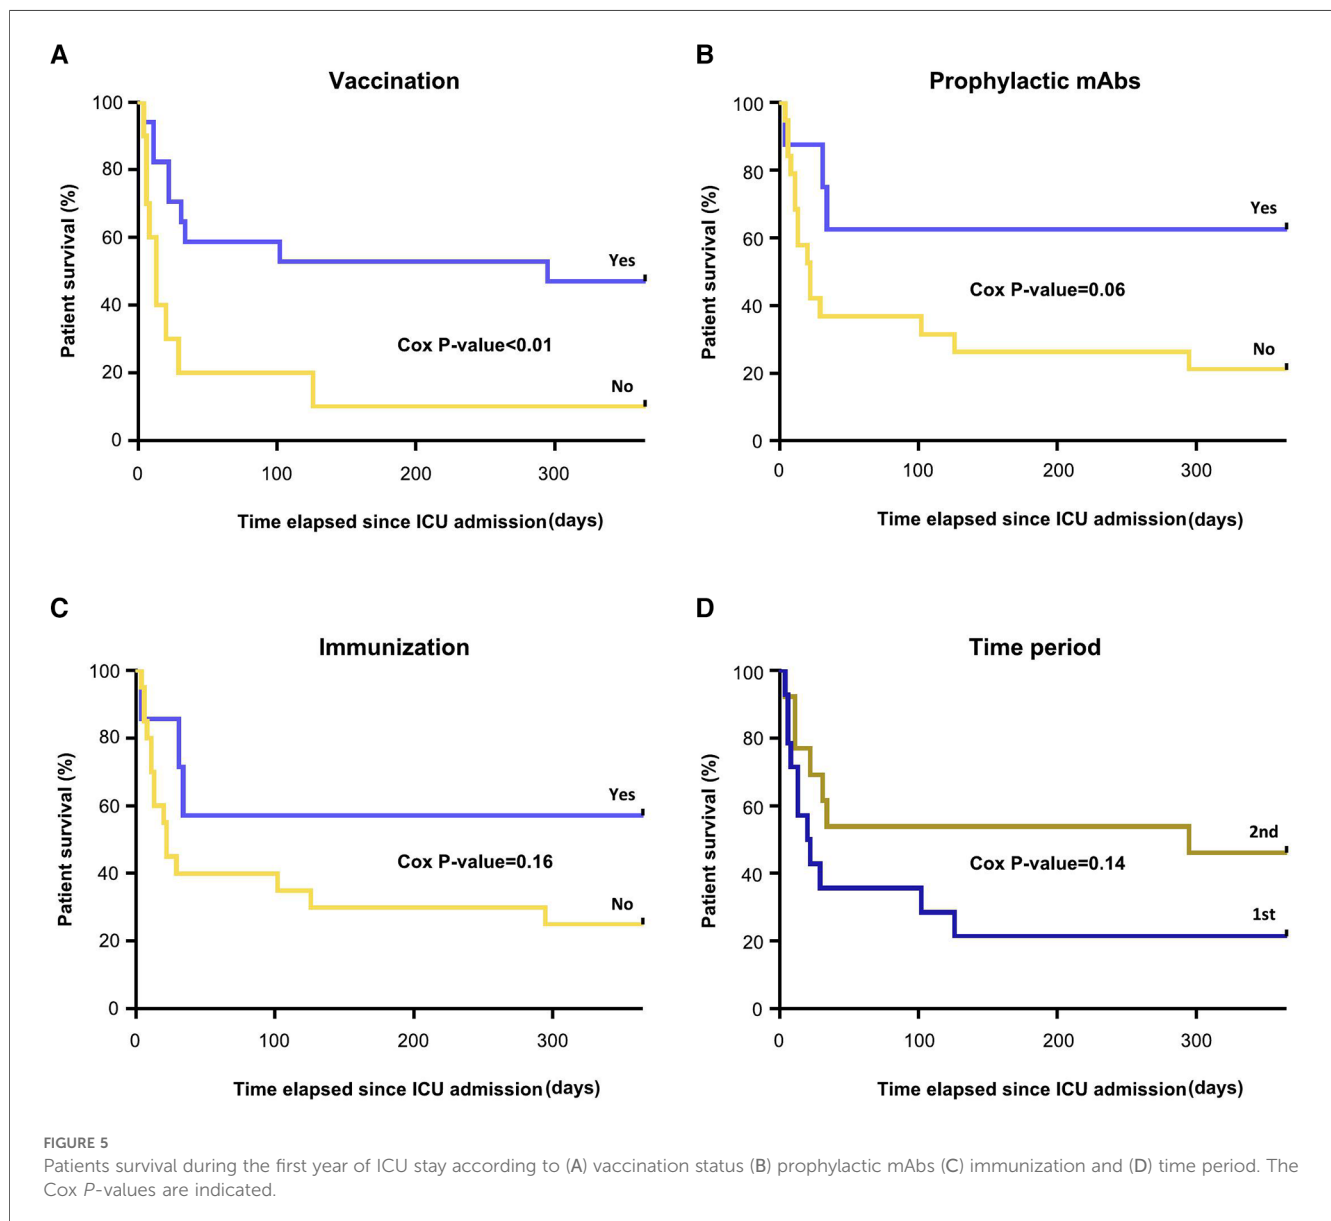 A
Vaccination
100
80
60
40
20
0
Patient survival (%)
Yes
Cox P-value<0.01
No
0 100 200 300
Time elapsed since ICU admission (days)
B
Prophylactic mAbs
100
80
60
40
20
0
Patient survival (%)
Yes
Cox P-value=0.06
No
0 100 200 300
Time elapsed since ICU admission (days)
C
Immunization
100
80
60
40
20
0
Patient survival (%)
Yes
Cox P-value=0.16
No
0 100 200 300
Time elapsed since ICU admission (days)
D
Time period
100
80
60
40
20
0
Patient survival (%)
2nd
Cox P-value=0.14
1st
0 100 200 300
Time elapsed since ICU admission (days)
FIGURE 5
Patients survival during the first year of ICU stay according to (A) vaccination status (B) prophylactic mAbs (C) immunization and (D) time period. The
Cox P-values are indicated.